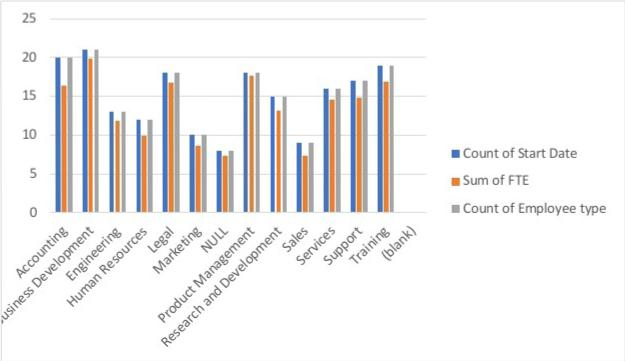 25
20
15
10
5
0
Accounting
usiness Development
Engineering
Human Resources
Legal
Marketing
NULL
Product Management
Research and Development
Sales
Services
Support
Training
(blank)
Count of Start Date
Sum of FTE
Count of Employee type